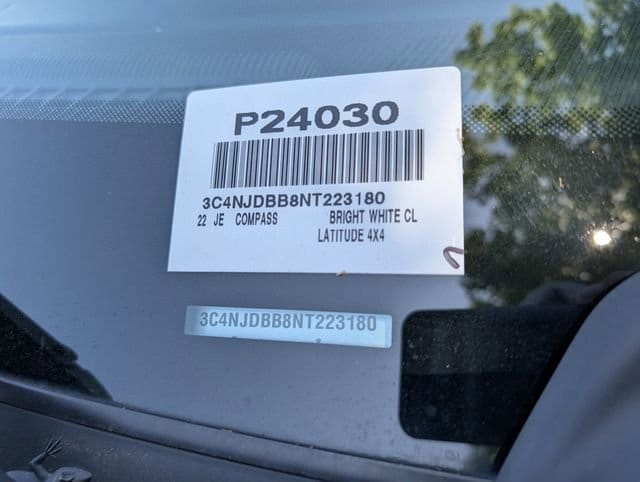 P24030
3C4NJDBB8NT223180
22 JE COMPASS BRIGHT WHITE CL
LATITUDE 4X4
3C4NJDBB8NT223180